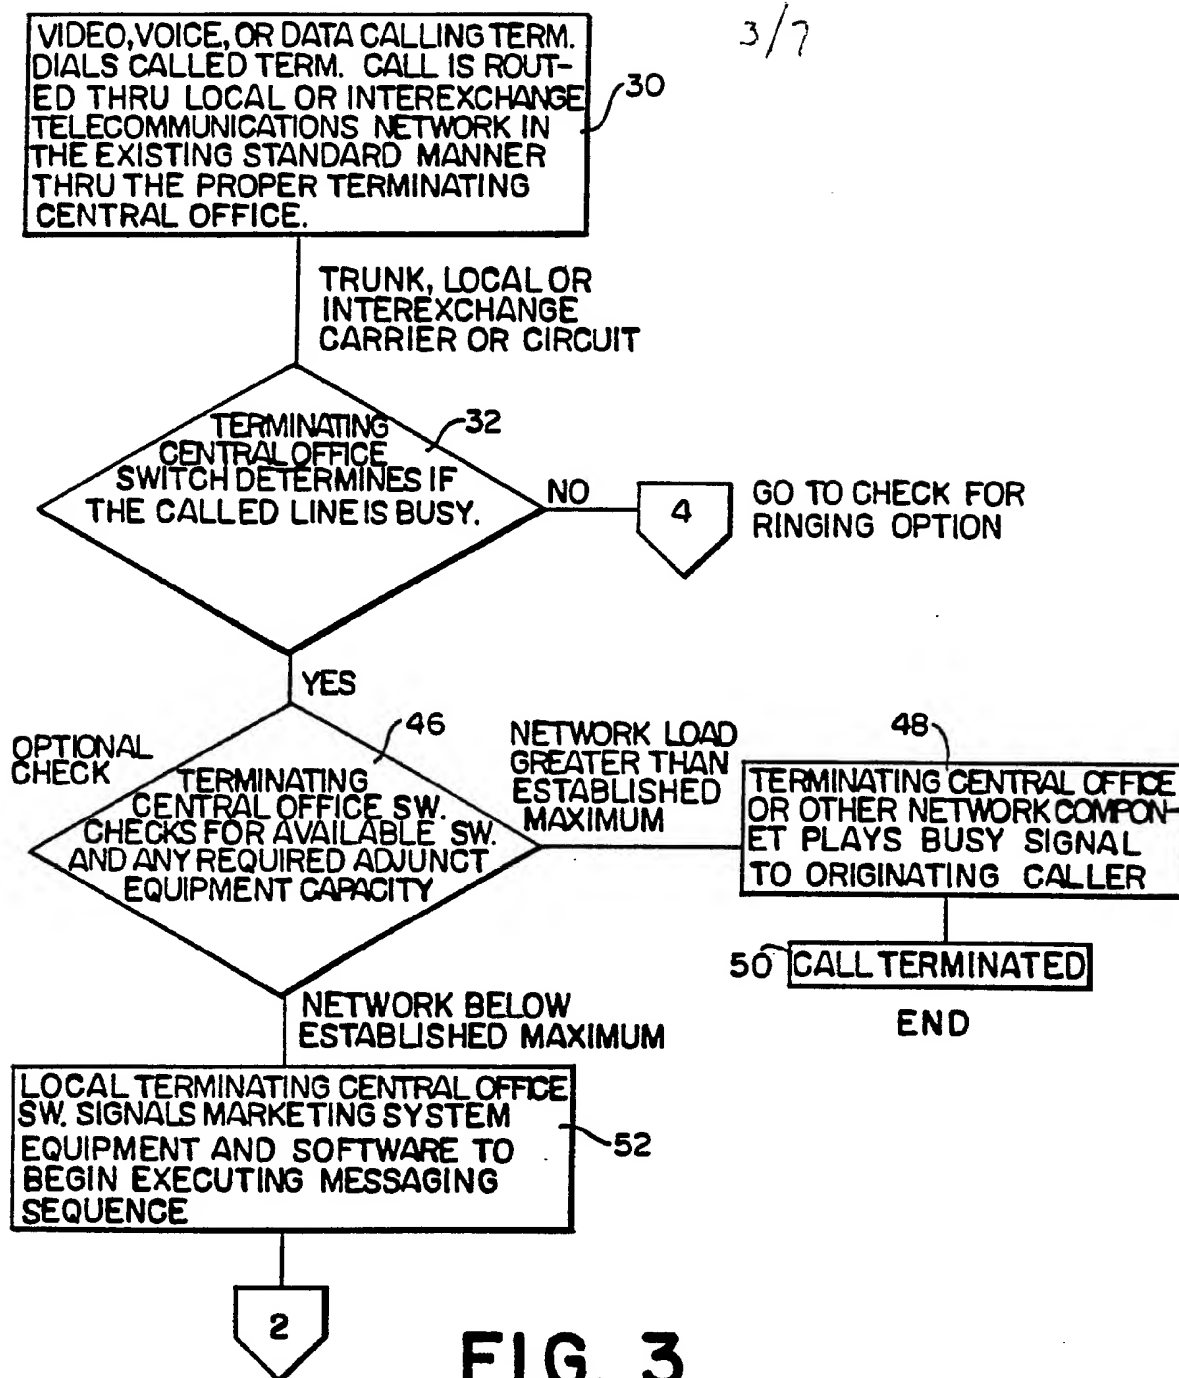 3/7
VIDEO, VOICE, OR DATA CALLING TERM.
DIALS CALLED TERM. CALL IS ROUT-
ED THRU LOCAL OR INTEREXCHANGE
TELECOMMUNICATIONS NETWORK IN
THE EXISTING STANDARD MANNER
THRU THE PROPER TERMINATING
CENTRAL OFFICE.
30
TRUNK, LOCAL OR
INTEREXCHANGE
CARRIER OR CIRCUIT
TERMINATING
CENTRAL OFFICE
SWITCH DETERMINES IF
THE CALLED LINE IS BUSY.
32
NO
4
GO TO CHECK FOR
RINGING OPTION
YES
OPTIONAL
CHECK
46
TERMINATING
CENTRAL OFFICE SW.
CHECKS FOR AVAILABLE SW.
AND ANY REQUIRED ADJUNCT
EQUIPMENT CAPACITY
NETWORK LOAD
GREATER THAN
ESTABLISHED
MAXIMUM
48
TERMINATING CENTRAL OFFICE
OR OTHER NETWORK COMPON-
ET PLAYS BUSY SIGNAL
TO ORIGINATING CALLER
50
CALL TERMINATED
END
NETWORK BELOW
ESTABLISHED MAXIMUM
LOCAL TERMINATING CENTRAL OFFICE
SW. SIGNALS MARKETING SYSTEM
EQUIPMENT AND SOFTWARE TO
BEGIN EXECUTING MESSAGING
SEQUENCE
52
2
FIG. 3